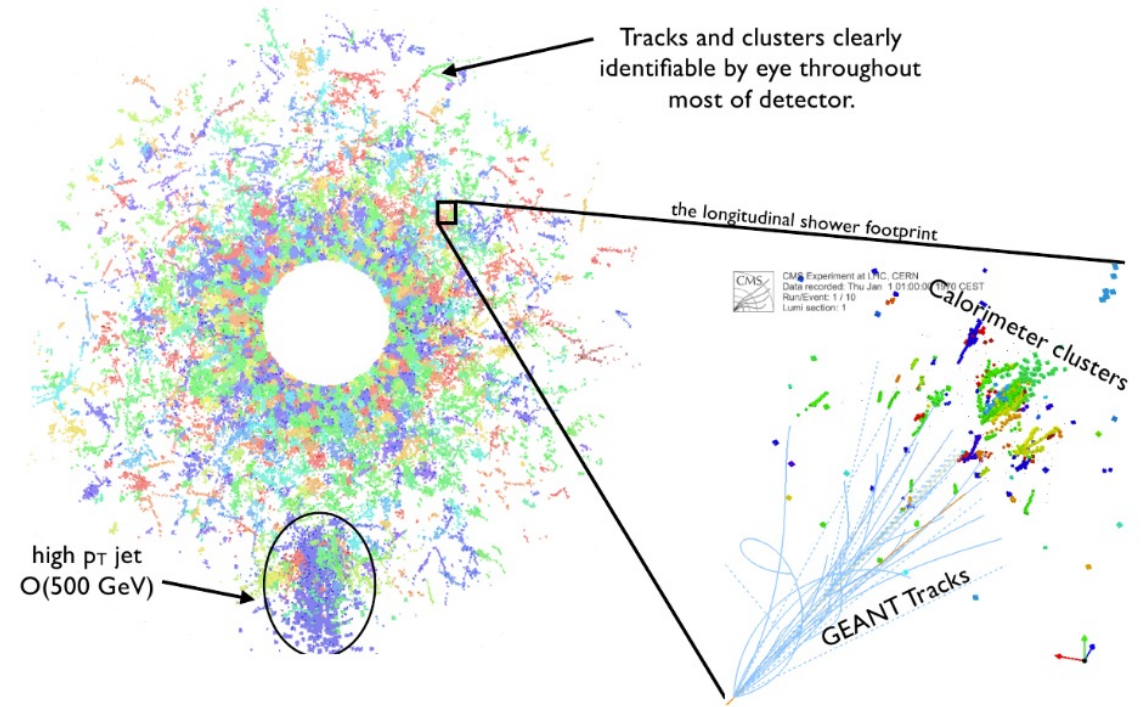 Tracks and clusters clearly
identifiable by eye throughout
most of detector.
the longitudinal shower footprint
CMS
CMS Experiment at LHC, CERN
Data recorded: Thu Jan 1 01:00:00 1970 CEST
Run/Event: 1 / 10
Lumi section: 1
Calorimeter clusters
high pT jet
O(500 GeV)
GEANT Tracks